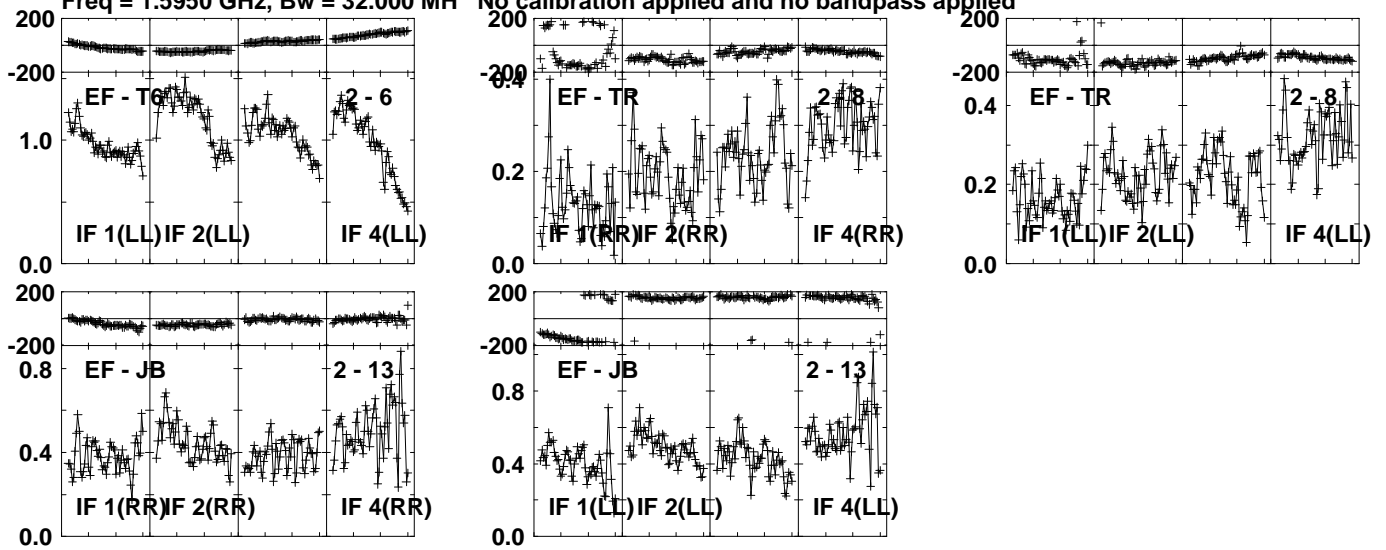 Freq = 1.5950 GHz, Bw = 32.000 MH No calibration applied and no bandpass applied
200
-200
EF - T6 2 - 6
1.0
IF 1(LL) IF 2(LL) IF 4(LL)
0.0
200
-200
0.4
EF - TR 2 - 8
0.2
IF 1(RR) IF 2(RR) IF 4(RR)
0.0
200
-200
EF - TR 2 - 8
0.4
0.2
IF 1(LL) IF 2(LL) IF 4(LL)
0.0
200
-200
EF - JB 2 - 13
0.8
0.4
IF 1(RR) IF 2(RR) IF 4(RR)
0.0
200
-200
EF - JB 2 - 13
0.8
0.4
IF 1(LL) IF 2(LL) IF 4(LL)
0.0